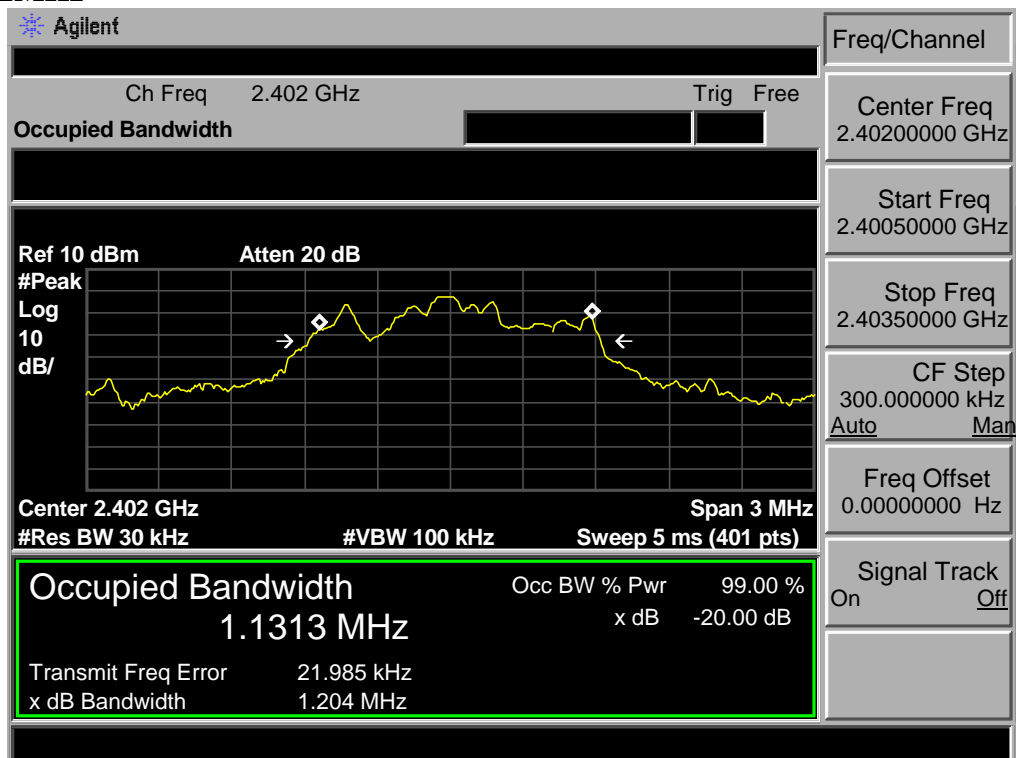 Agilent
Freq/Channel
Ch Freq 2.402 GHz Trig Free
Occupied Bandwidth
Center Freq
2.40200000 GHz
Start Freq
2.40050000 GHz
Stop Freq
2.40350000 GHz
CF Step
300.000000 kHz
Auto Man
Freq Offset
0.00000000 Hz
Signal Track
On Off
Ref 10 dBm Atten 20 dB
#Peak
Log
10
dB/
Center 2.402 GHz Span 3 MHz
#Res BW 30 kHz #VBW 100 kHz Sweep 5 ms (401 pts)
Occupied Bandwidth Occ BW % Pwr 99.00 %
1.1313 MHz x dB -20.00 dB
Transmit Freq Error 21.985 kHz
x dB Bandwidth 1.204 MHz